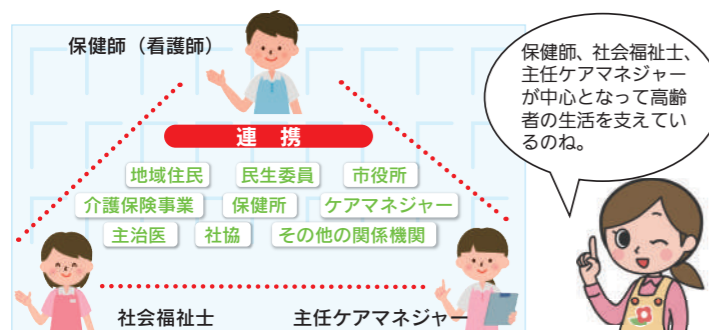 保健師（看護師）
連携
地域住民 民生委員 市役所
介護保険事業 保健所 ケアマネジャー
主治医 社協 その他の関係機関
社会福祉士 主任ケアマネジャー
保健師、社会福祉士、
主任ケアマネジャー
が中心となって高齢
者の生活を支えてい
るのね。